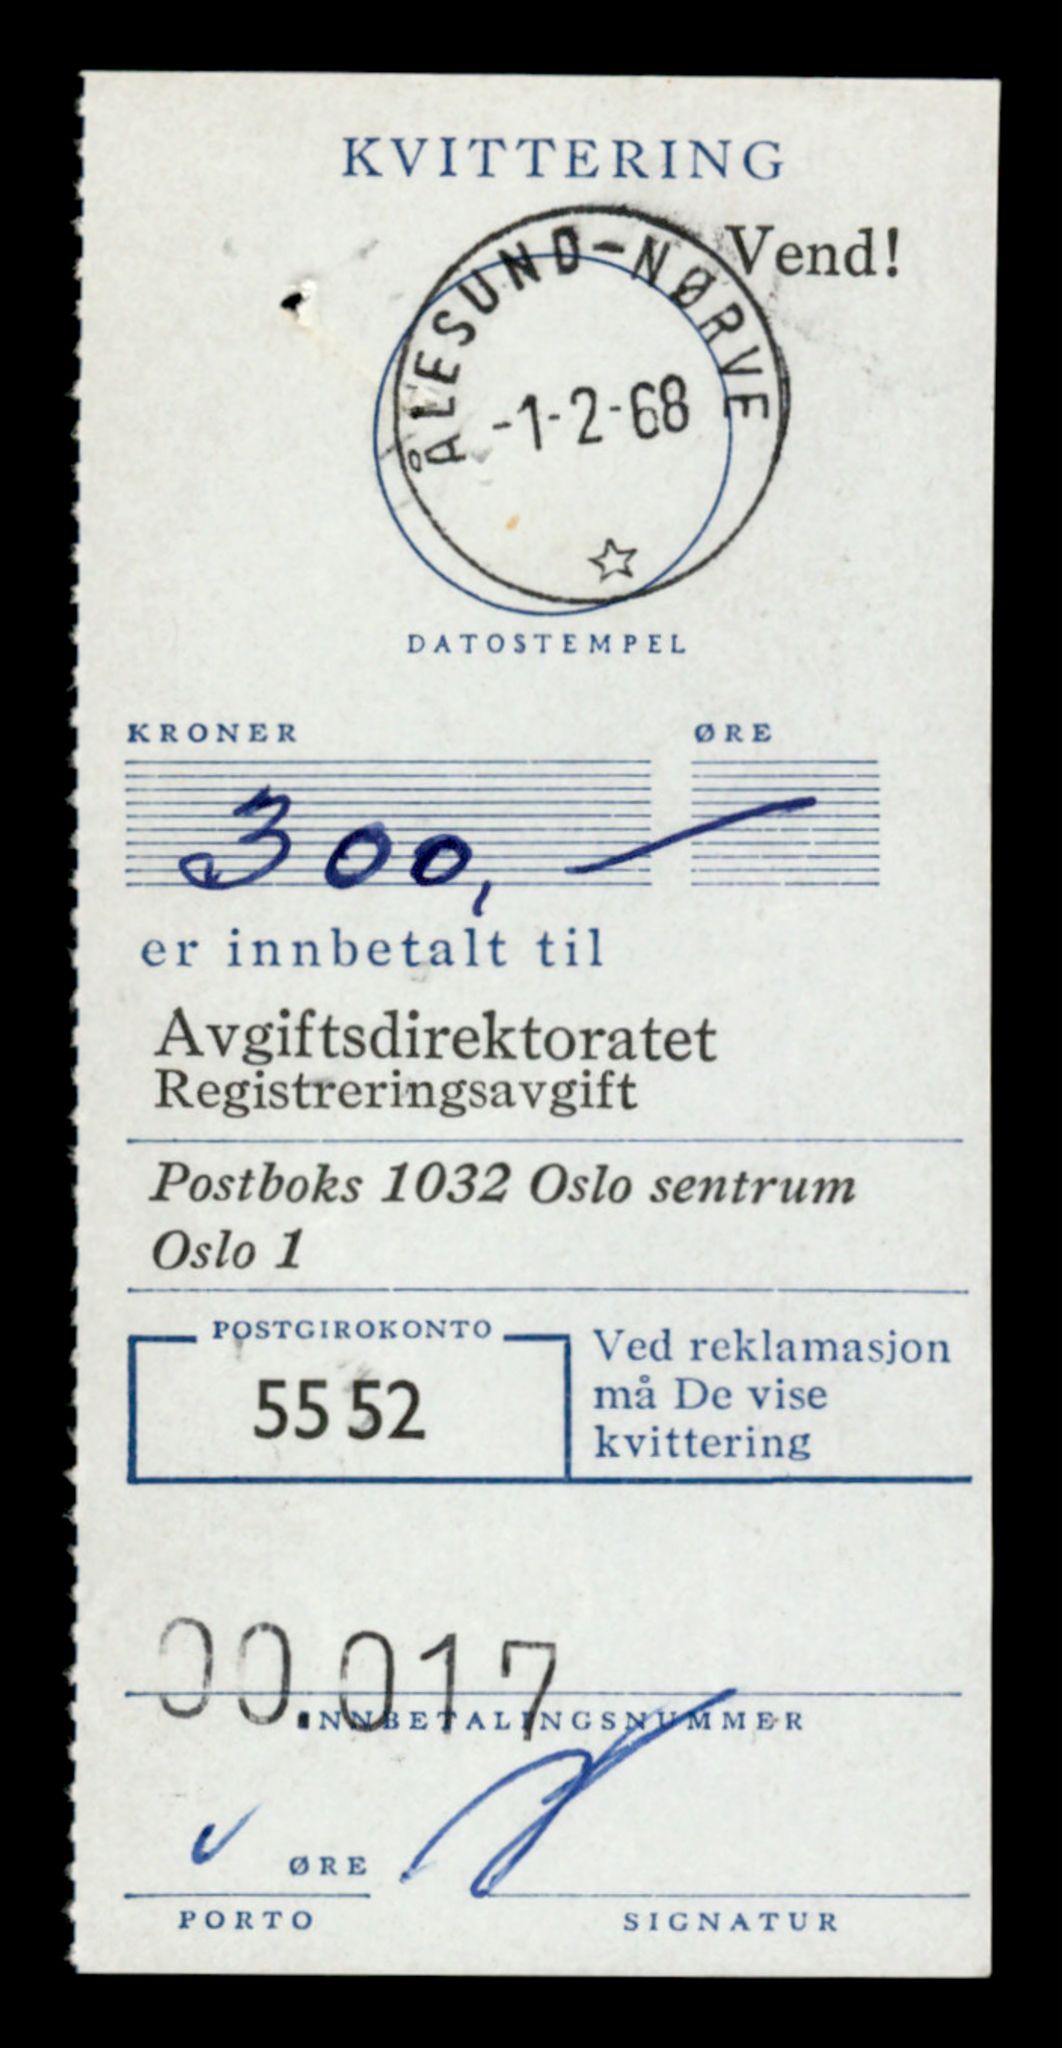 KVITTERING
Vend!
ÅLESUND-NØRVE
-1-2-68
DATOSTEMPEL
KRONER ØRE
300,—
er innbetalt til
Avgiftsdirektoratet
Registreringsavgift
Postboks 1032 Oslo sentrum
Oslo 1
POSTGIROKONTO
55 52
Ved reklamasjon
må De vise
kvittering
00.017
INNBETALINGSNUMMER
ØRE
PORTO
SIGNATUR